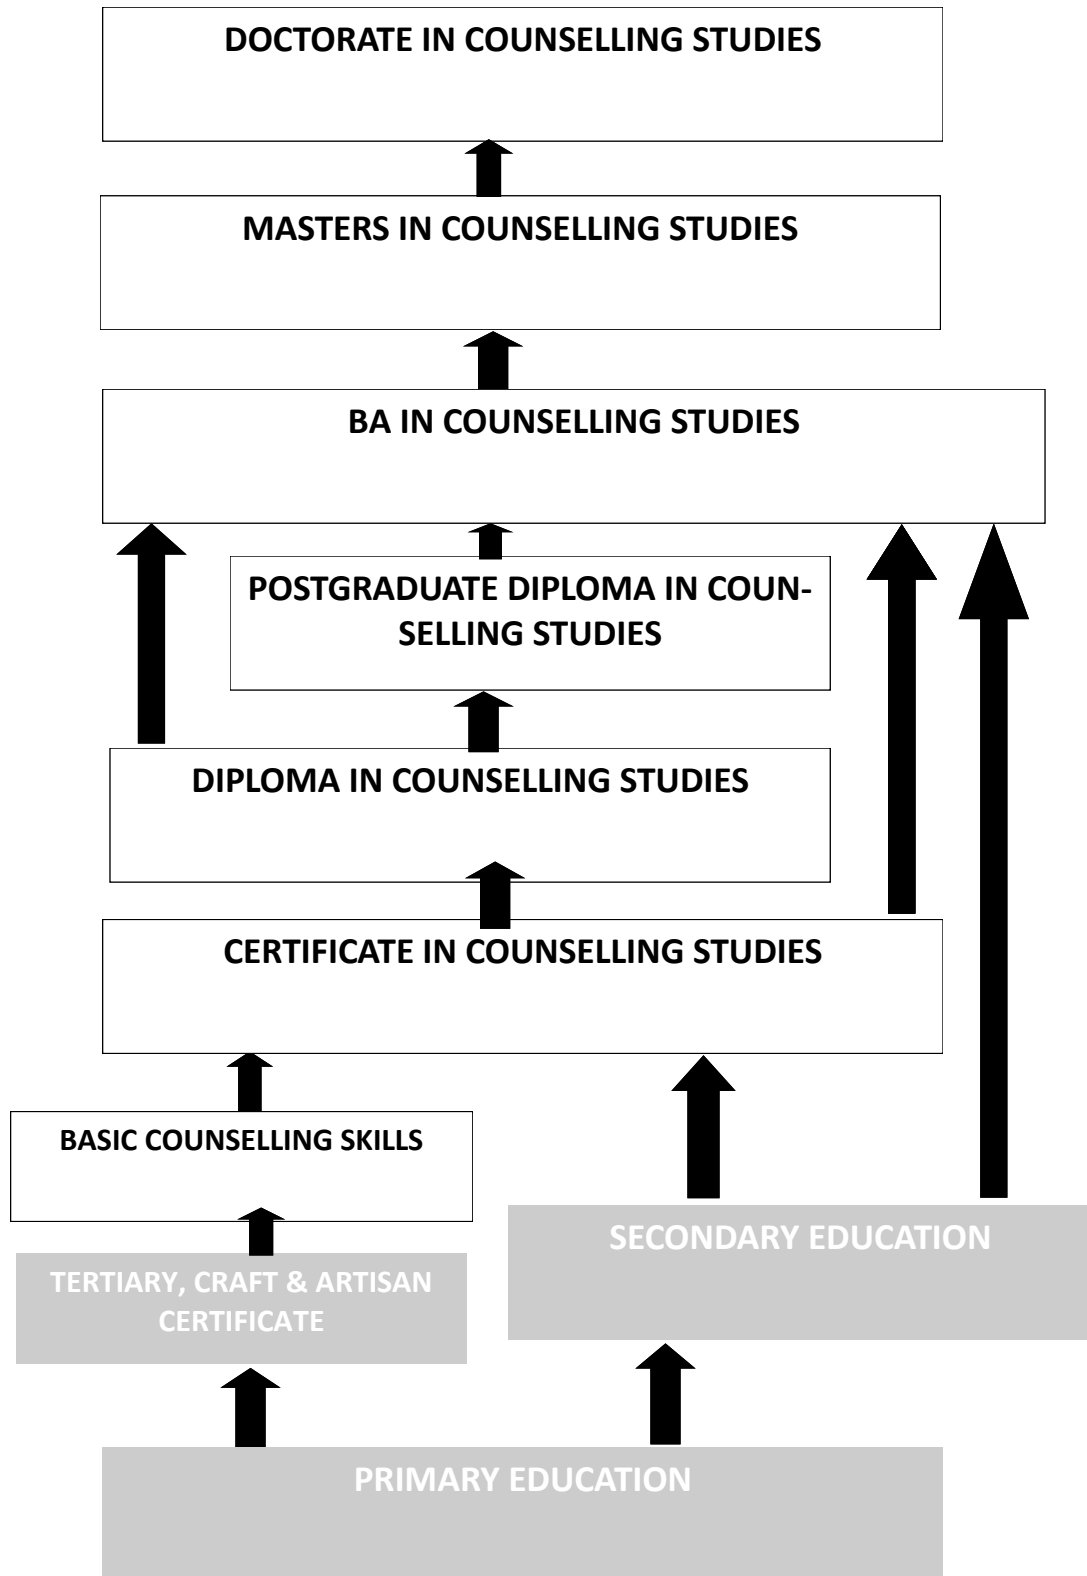 DOCTORATE IN COUNSELLING STUDIES
MASTERS IN COUNSELLING STUDIES
BA IN COUNSELLING STUDIES
POSTGRADUATE DIPLOMA IN COUN-
SELLING STUDIES
DIPLOMA IN COUNSELLING STUDIES
CERTIFICATE IN COUNSELLING STUDIES
BASIC COUNSELLING SKILLS
SECONDARY EDUCATION
TERTIARY, CRAFT & ARTISAN
CERTIFICATE
PRIMARY EDUCATION